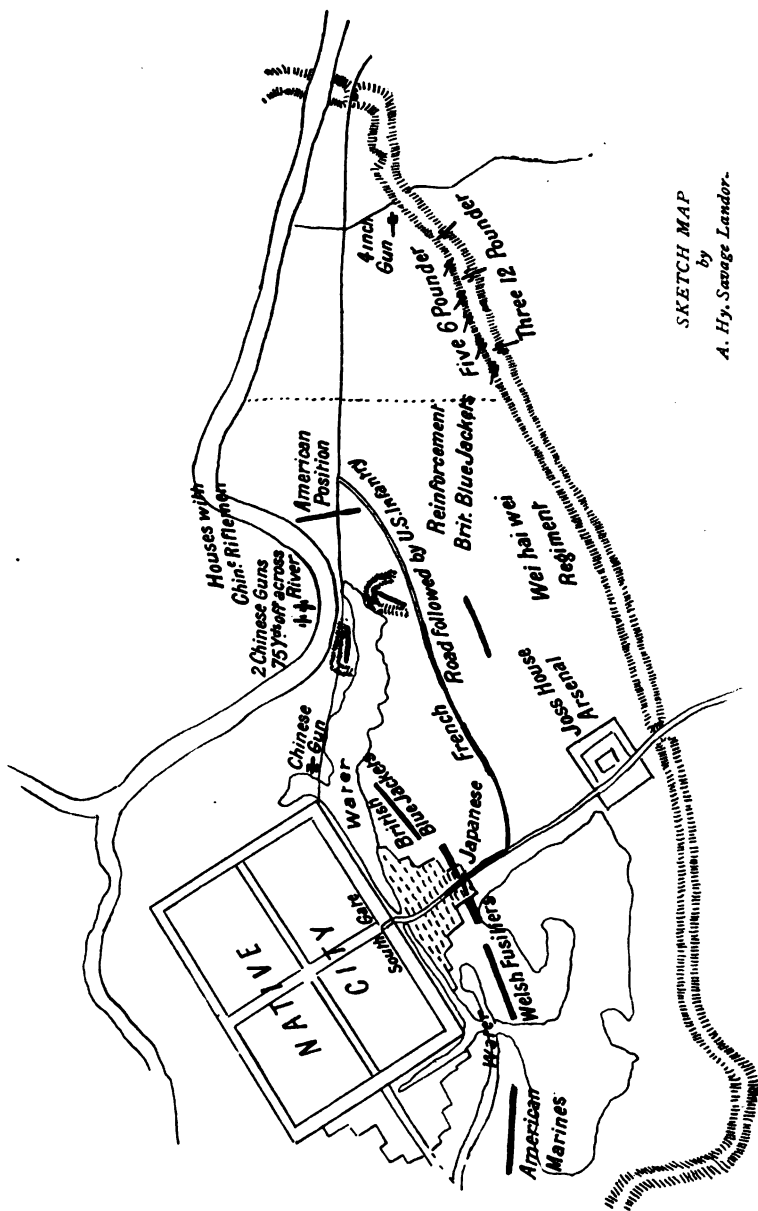 NATIVE
CITY
South Gate
Water
Chinese
Gun
2 Chinese Guns
75 Yds off across
River
Houses with
Chin.e Riflemen
American
Position
4 inch
Gun
Five 6 Pounder
Three 12 Pounder
Reinforcement
Brit. Blue Jackets
Road followed by U.S. Infantry
French
Japanese
British
Blue Jackets
Welsh Fusiliers
Water
American
Marines
Wei hai wei
Regiment
Joss House
Arsenal
SKETCH MAP
by
A. Hy. Savage Landor.